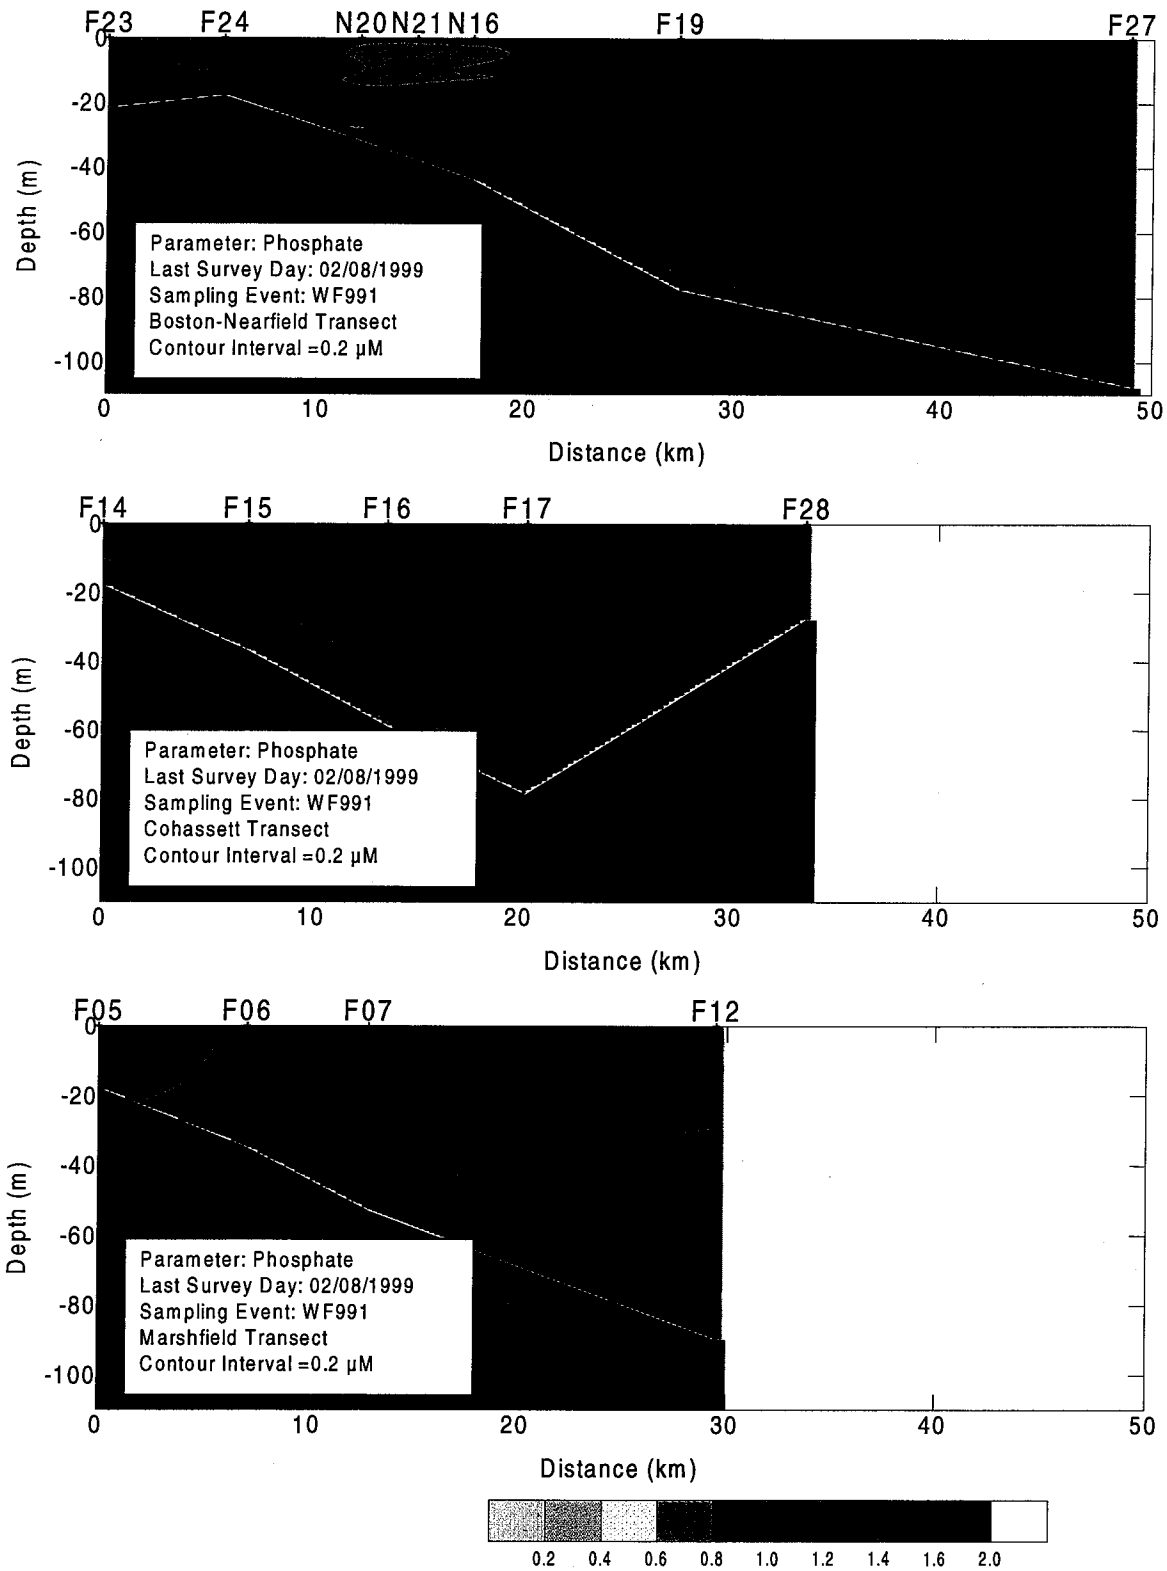 F23 F24 N20 N21 N16 F19 F27
0
-20
-40
-60
-80
-100
Depth (m)
Parameter: Phosphate
Last Survey Day: 02/08/1999
Sampling Event: WF991
Boston-Nearfield Transect
Contour Interval =0.2 µM
0 10 20 30 40 50
Distance (km)
F14 F15 F16 F17 F28
0
-20
-40
-60
-80
-100
Depth (m)
Parameter: Phosphate
Last Survey Day: 02/08/1999
Sampling Event: WF991
Cohassett Transect
Contour Interval =0.2 µM
0 10 20 30 40 50
Distance (km)
F05 F06 F07 F12
0
-20
-40
-60
-80
-100
Depth (m)
Parameter: Phosphate
Last Survey Day: 02/08/1999
Sampling Event: WF991
Marshfield Transect
Contour Interval =0.2 µM
0 10 20 30 40 50
Distance (km)
0.2 0.4 0.6 0.8 1.0 1.2 1.4 1.6 2.0